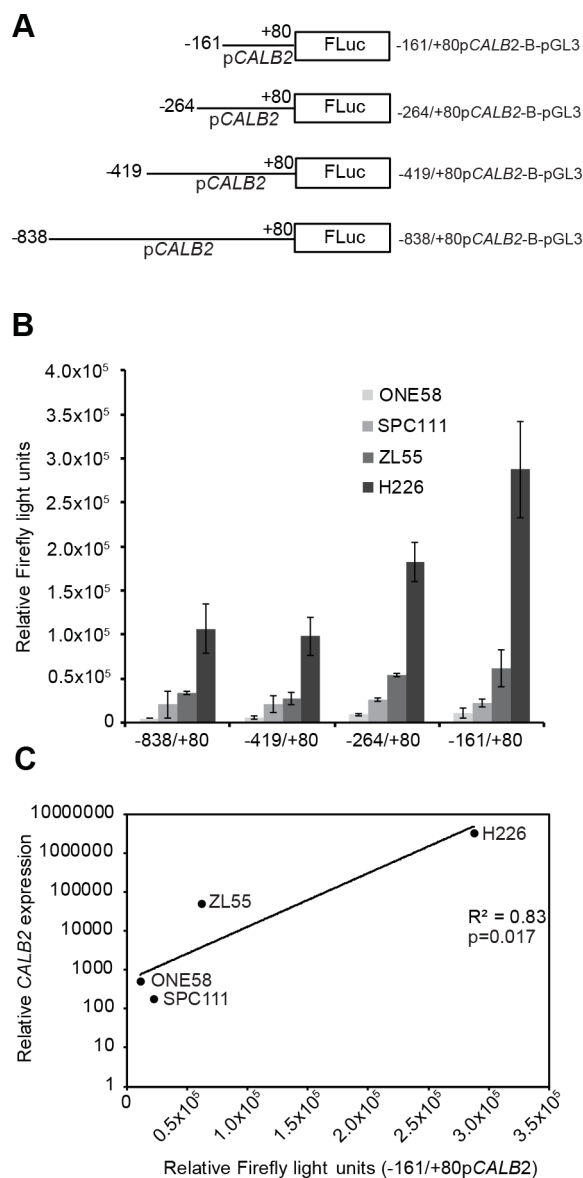 A
-161 +80 FLuc -161/+80pCALB2-B-pGL3
pCALB2
-264 +80 FLuc -264/+80pCALB2-B-pGL3
pCALB2
-419 +80 FLuc -419/+80pCALB2-B-pGL3
pCALB2
-838 +80 FLuc -838/+80pCALB2-B-pGL3
pCALB2
B
Relative Firefly light units
4.0x10⁵
3.5x10⁵
3.0x10⁵
2.5x10⁵
2.0x10⁵
1.5x10⁵
1.0x10⁵
0.5x10⁵
0
ONE58
SPC111
ZL55
H226
-838/+80 -419/+80 -264/+80 -161/+80
C
Relative CALB2 expression
10000000
1000000
100000
10000
1000
100
10
1
H226
ZL55
R² = 0.83
p=0.017
ONE58
SPC111
0 0.5x10⁵ 1.0x10⁵ 1.5x10⁵ 2.0x10⁵ 2.5x10⁵ 3.0x10⁵ 3.5x10⁵
Relative Firefly light units (-161/+80pCALB2)